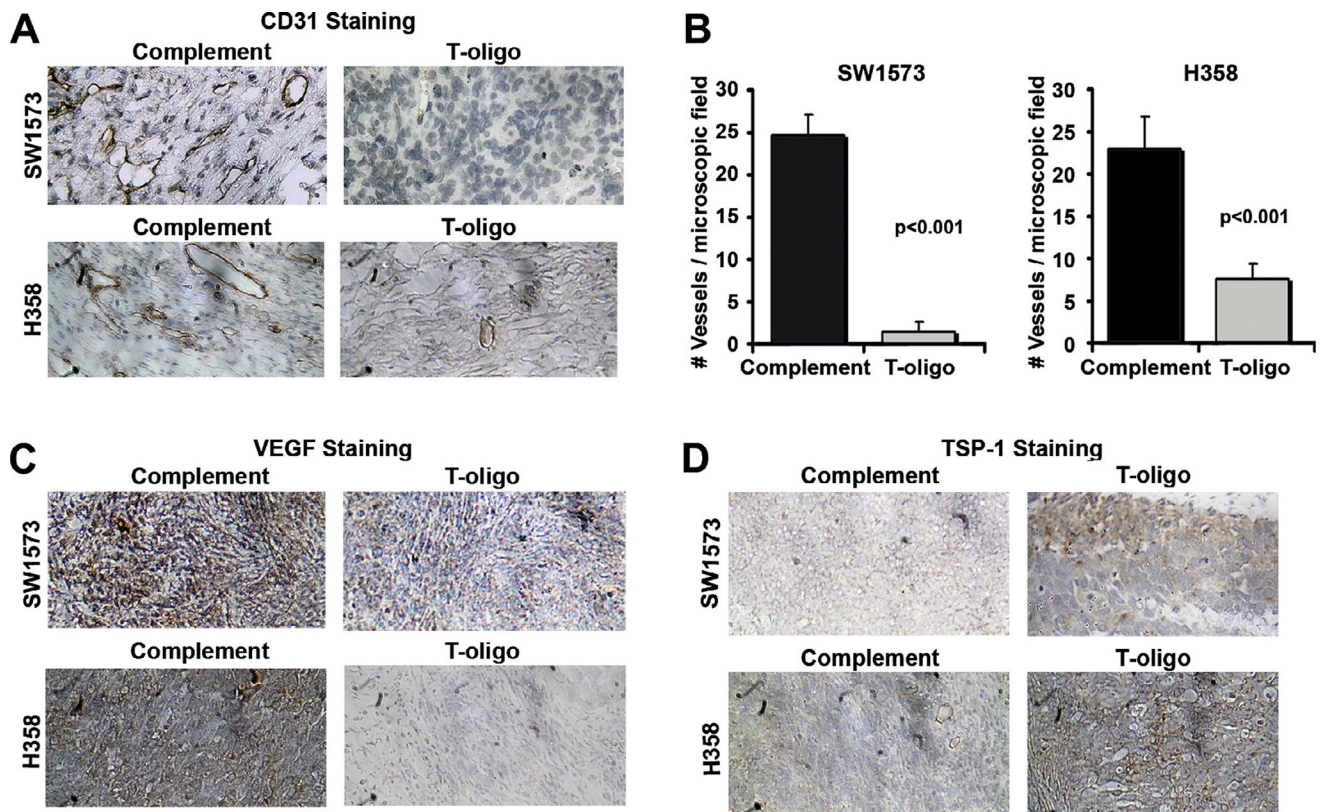 A
CD31 Staining
Complement
T-oligo
SW1573
Complement
T-oligo
H358
B
SW1573
# Vessels / microscopic field
30
25
20
15
10
5
0
p<0.001
Complement
T-oligo
H358
# Vessels / microscopic field
30
25
20
15
10
5
0
p<0.001
Complement
T-oligo
C
VEGF Staining
Complement
T-oligo
SW1573
Complement
T-oligo
H358
D
TSP-1 Staining
Complement
T-oligo
SW1573
Complement
T-oligo
H358